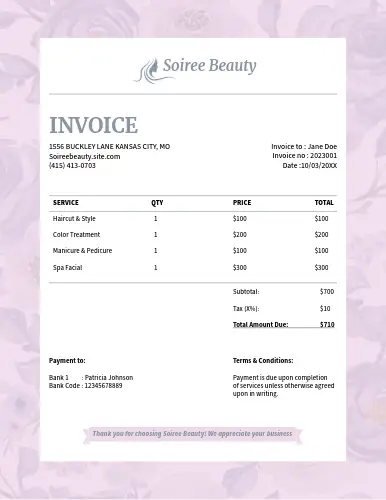 Soiree Beauty
INVOICE
1556 BUCKLEY LANE KANSAS CITY, MO
Soireebeauty.site.com
(415) 413-0703
Invoice to : Jane Doe
Invoice no : 2023001
Date :10/03/20XX
SERVICE QTY PRICE TOTAL
Haircut & Style 1 $100 $100
Color Treatment 1 $200 $200
Manicure & Pedicure 1 $100 $100
Spa Facial 1 $300 $300
Subtotal: $700
Tax (X%): $10
Total Amount Due: $710
Payment to:
Bank 1 : Patricia Johnson
Bank Code : 12345678889
Terms & Conditions:
Payment is due upon completion
of services unless otherwise agreed
upon in writing.
Thank you for choosing Soiree Beauty! We appreciate your business